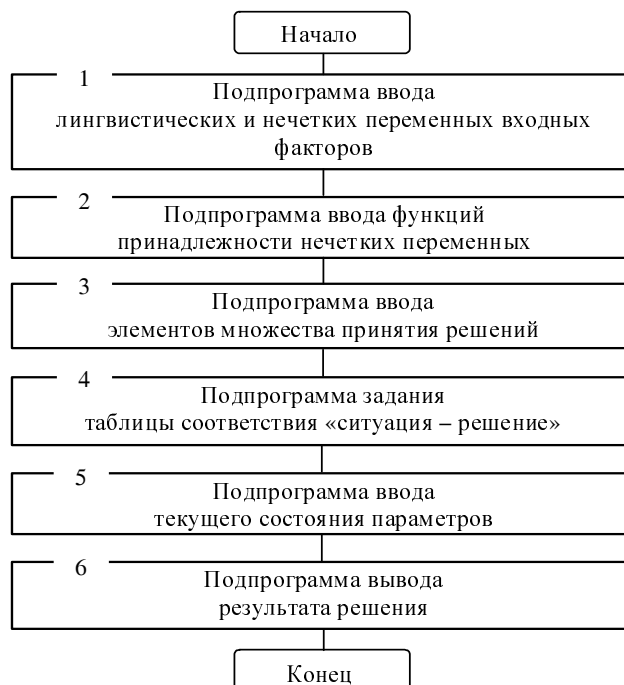 Начало
1
Подпрограмма ввода
лингвистических и нечетких переменных входных
факторов
2
Подпрограмма ввода функций
принадлежности нечетких переменных
3
Подпрограмма ввода
элементов множества принятия решений
4
Подпрограмма задания
таблицы соответствия «ситуация – решение»
5
Подпрограмма ввода
текущего состояния параметров
6
Подпрограмма вывода
результата решения
Конец